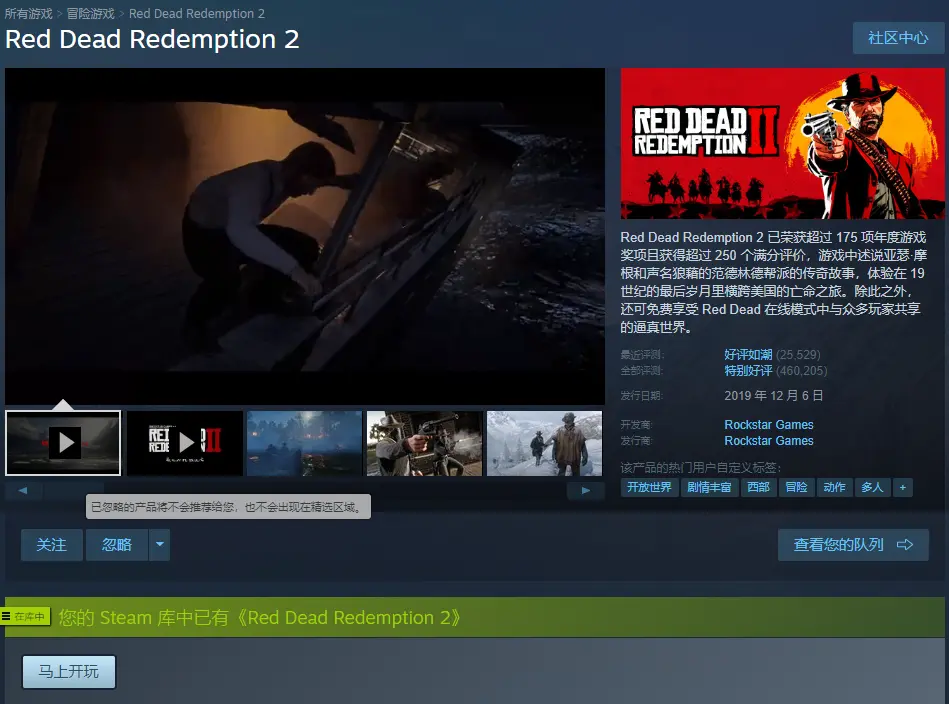 所有游戏 > 冒险游戏 > Red Dead Redemption 2
Red Dead Redemption 2
社区中心
RED DEAD
REDEMPTION II
Red Dead Redemption 2 已荣获超过 175 项年度游戏
奖项目获得超过 250 个满分评价，游戏中述说亚瑟·摩
根和声名狼藉的范德林德帮派的传奇故事，体验在 19
世纪的最后岁月里横跨美国的亡命之旅。除此之外，
还可免费享受 Red Dead 在线模式中与众多玩家共享
的逼真世界。
最近评测: 好评如潮 (25,529)
全部评测: 特别好评 (460,205)
发行日期: 2019 年 12 月 6 日
开发商: Rockstar Games
发行商: Rockstar Games
该产品的热门用户自定义标签:
开放世界 剧情丰富 西部 冒险 动作 多人 +
已忽略的产品将不会推荐给您，也不会出现在精选区域。
关注 忽略 查看您的队列
在库中 您的 Steam 库中已有《Red Dead Redemption 2》
马上开玩